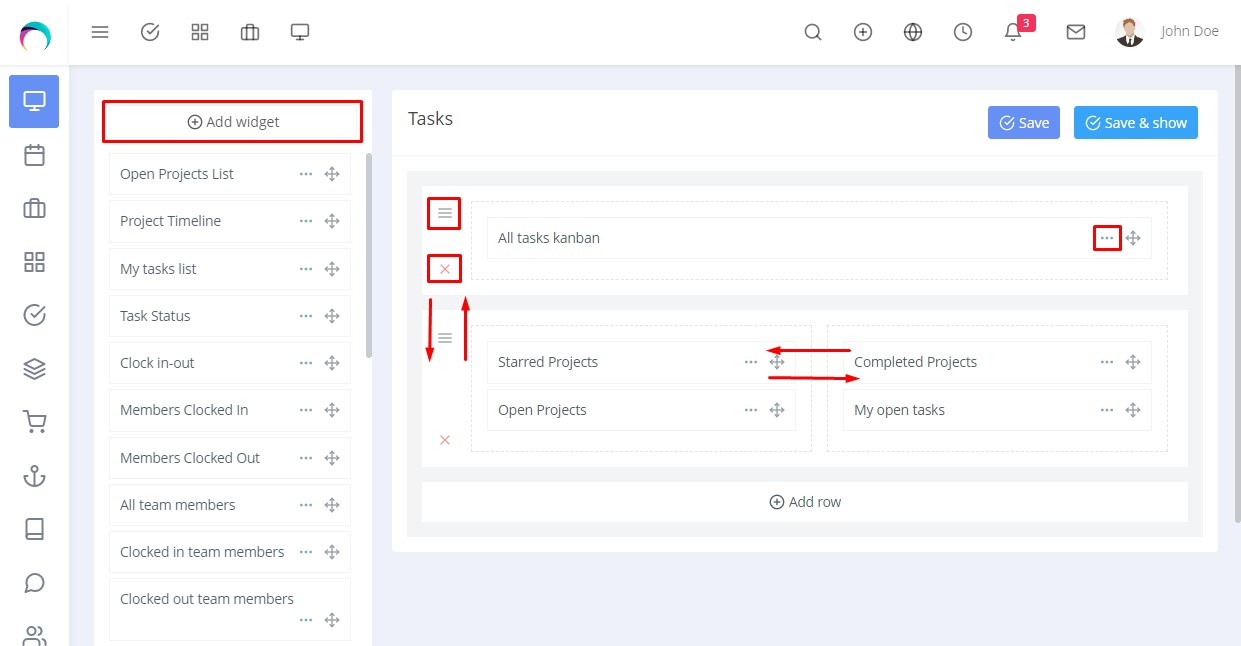 3
John Doe
Add widget
Open Projects List
Project Timeline
My tasks list
Task Status
Clock in-out
Members Clocked In
Members Clocked Out
All team members
Clocked in team members
Clocked out team members
Tasks
Save
Save & show
All tasks kanban
Starred Projects
Open Projects
Completed Projects
My open tasks
Add row